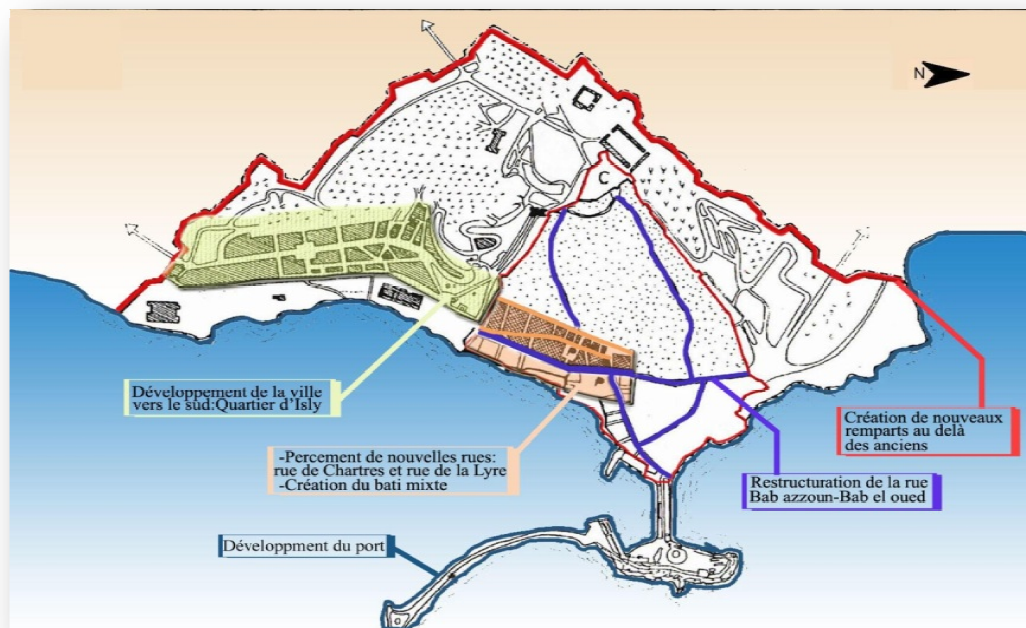 N
C
Développement de la ville
vers le sud:Quartier d'Isly
-Percement de nouvelles rues:
rue de Chartres et rue de la Lyre
-Création du bati mixte
Développment du port
Création de nouveaux
remparts au delà
des anciens
Restructuration de la rue
Bab azzoun-Bab el oued